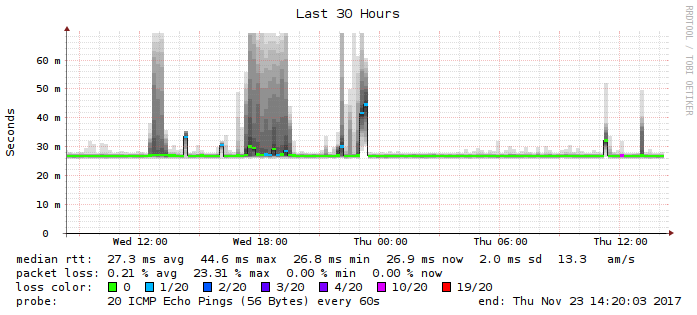 Last 30 Hours
RRDTOOL / TOBI OETIKER
Seconds
60 m
50 m
40 m
30 m
20 m
10 m
0
Wed 12:00 Wed 18:00 Thu 00:00 Thu 06:00 Thu 12:00
median rtt: 27.3 ms avg 44.6 ms max 26.8 ms min 26.9 ms now 2.0 ms sd 13.3 am/s
packet loss: 0.21 % avg 23.31 % max 0.00 % min 0.00 % now
loss color: 0 1/20 2/20 3/20 4/20 10/20 19/20
probe: 20 ICMP Echo Pings (56 Bytes) every 60s end: Thu Nov 23 14:20:03 2017